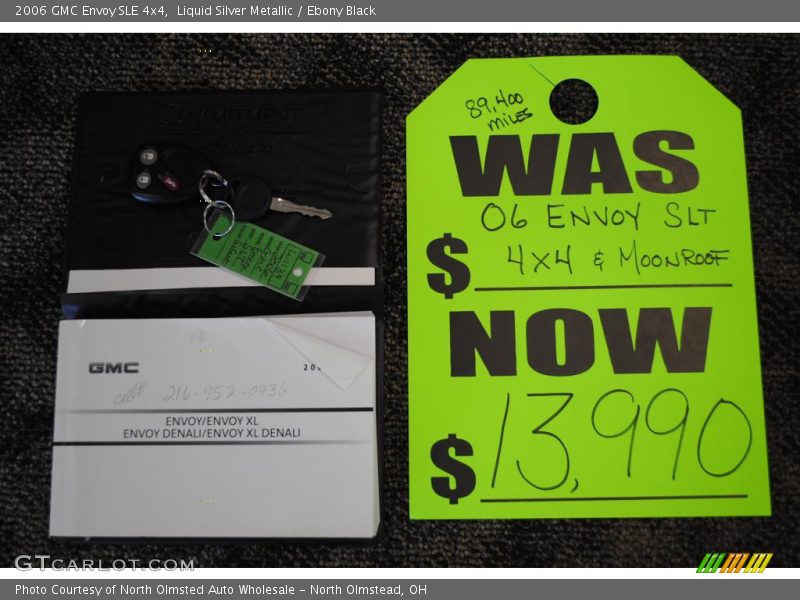 2006 GMC Envoy SLE 4x4, Liquid Silver Metallic / Ebony Black
89,400
miles
WAS
06 ENVOY SLT
$ 4x4 & MOONROOF
NOW
$ 13,990
GMC
ENVOY/ENVOY XL
ENVOY DENALI/ENVOY XL DENALI
GTCARLOT.COM
Photo Courtesy of North Olmsted Auto Wholesale - North Olmstead, OH